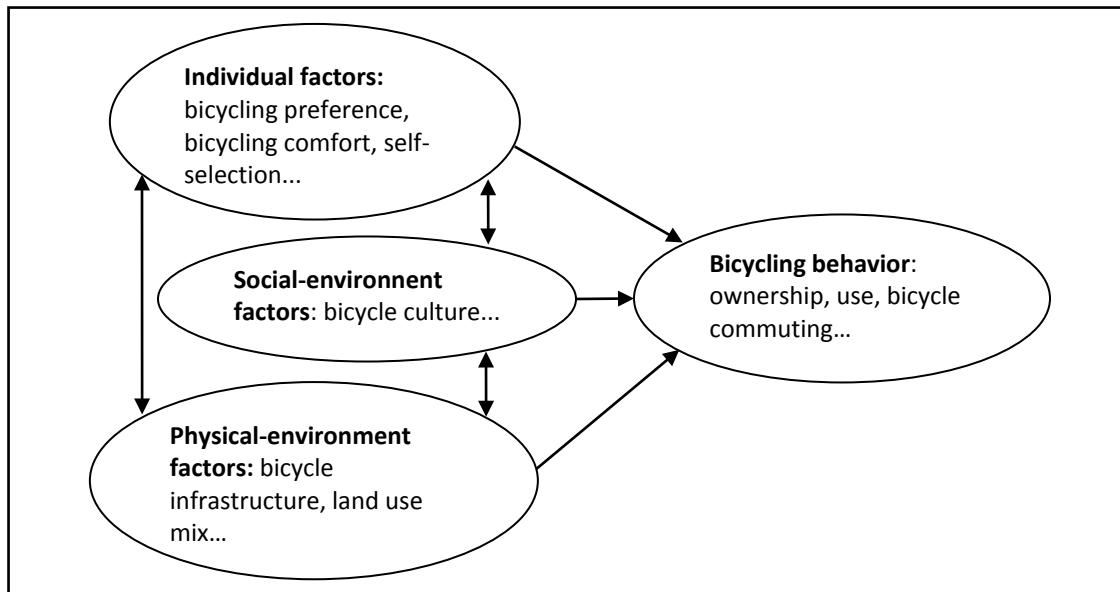 Individual factors:
bicycling preference,
bicycling comfort, self-
selection...
Social-environnt
factors: bicycle culture...
Bicycling behavior:
ownership, use, bicycle
commuting…
Physical-environment
factors: bicycle
infrastructure, land use
mix…